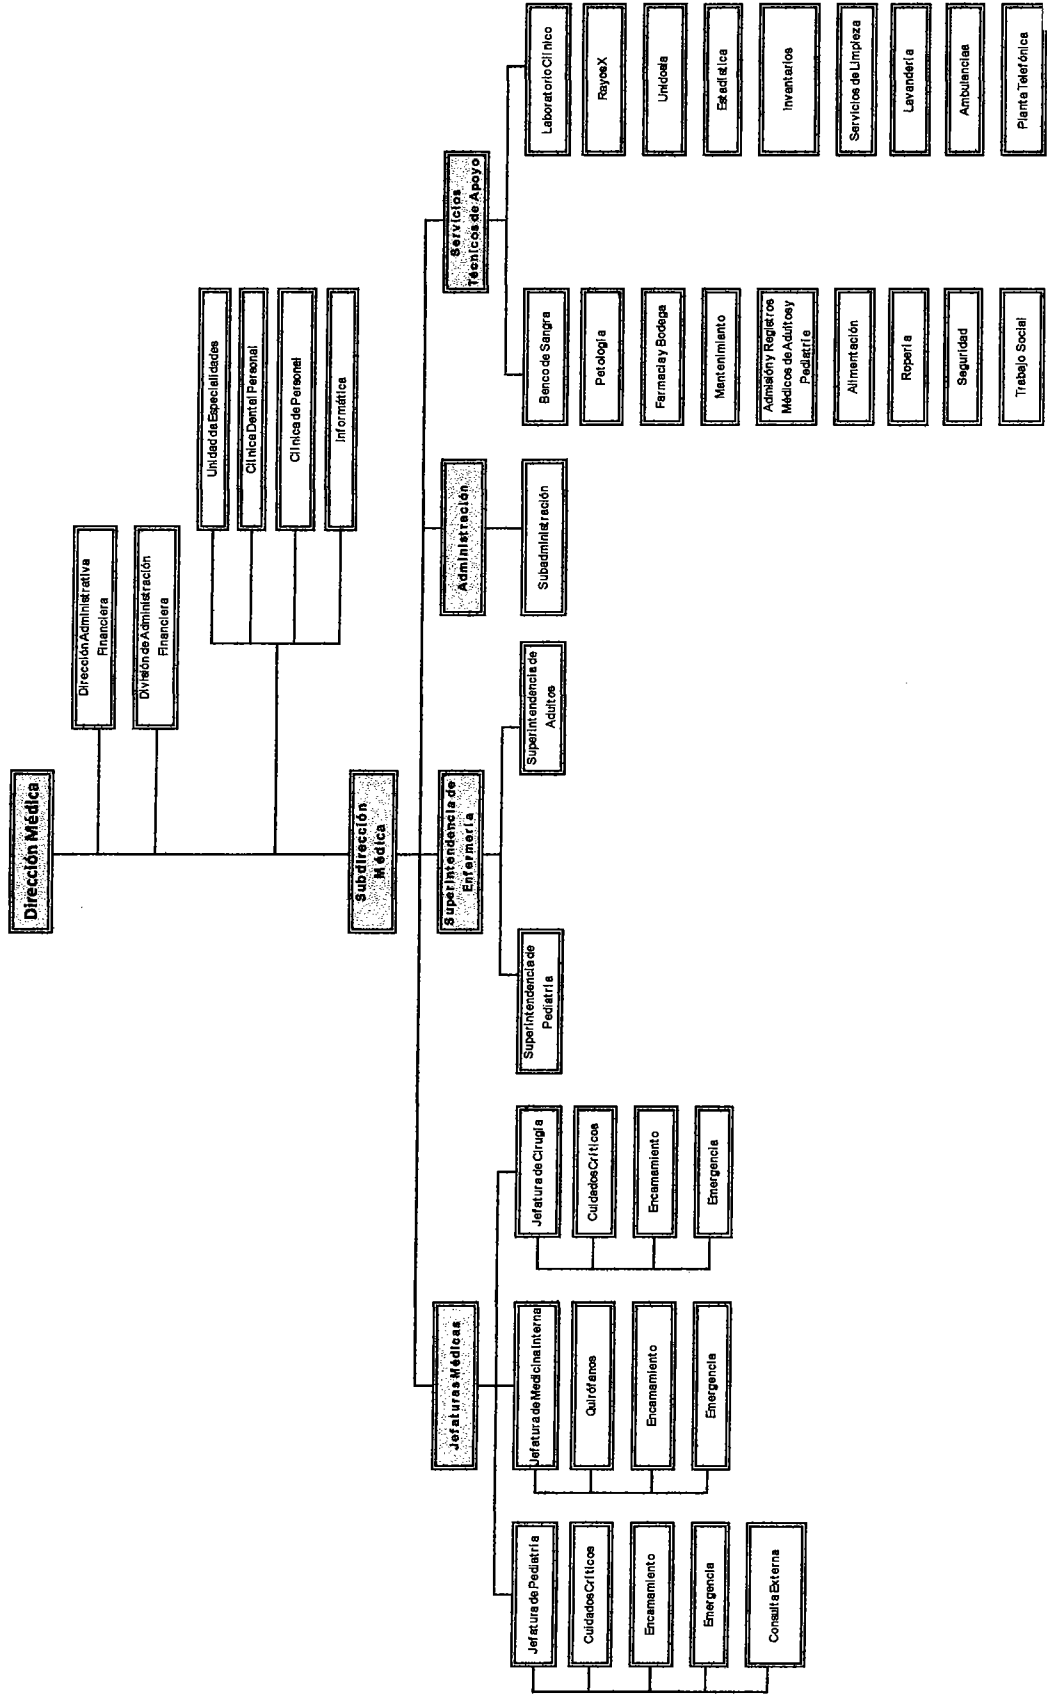 Dirección Médica
Dirección Administrativa
Financiera
División de Administración
Financiera
Unidad de Especialidades
Clínica Dental Personal
Clínica de Personal
Informática
Subdirección
Médica
Jefaturas Médicas
Superintendencia de
Enfermería
Administración
Servicios
Técnicos de Apoyo
Jefatura de Pediatría
Cuidados Críticos
Encamamiento
Emergencia
Consulta Externa
Jefatura de Medicina Interna
Quirófanos
Encamamiento
Emergencia
Jefatura de Cirugía
Cuidados Críticos
Encamamiento
Emergencia
Superintendencia de
Pediatría
Superintendencia de
Adultos
Subadministración
Banco de Sangra
Patología
Farmacia y Bodega
Mantenimiento
Admisión y Registros
Médicos de Adultos y
Pediatría
Alimentación
Ropería
Seguridad
Trabajo Social
Laboratorio Clínico
Rayos X
Unidosis
Estadística
Inventarios
Servicios de Limpieza
Lavandería
Ambulancias
Planta Telefónica